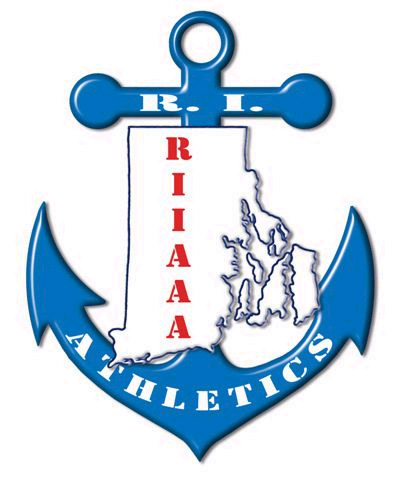 R. I.
RIIAAA
ATHLETICS